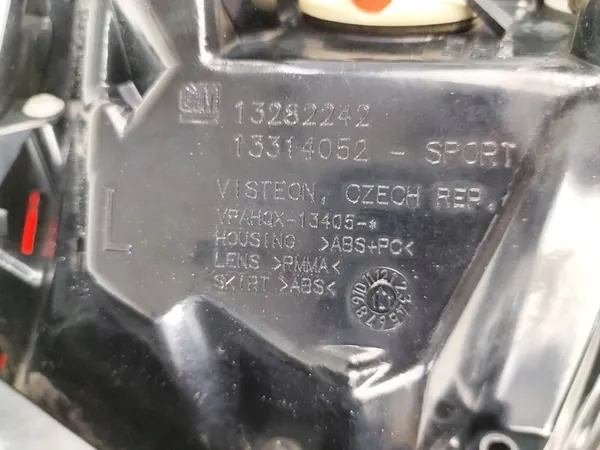 GM 13282242
13314052 - SPORT
L
VISTEON, CZECH REP.
VPAHQX-13405-*
HOUSING >ABS+PC<
LENS >PMMA<
SKIRT >ABS<